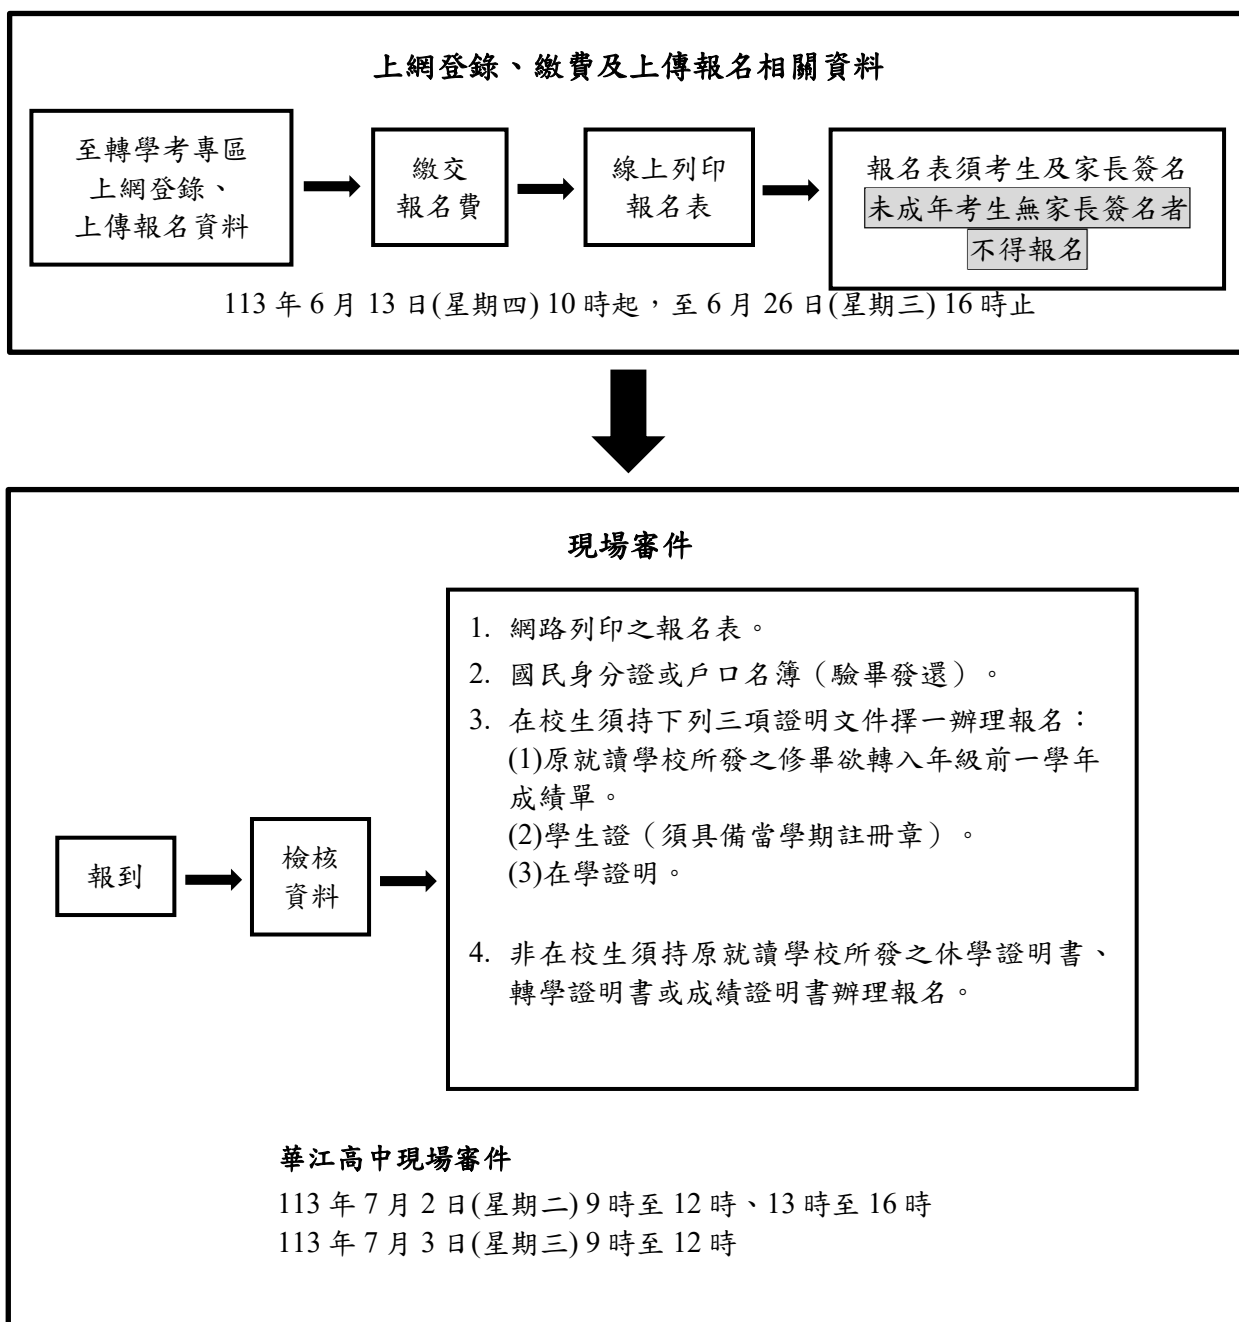 上網登錄、繳費及上傳報名相關資料
至轉學考專區
上網登錄、
上傳報名資料
繳交
報名費
線上列印
報名表
報名表須考生及家長簽名
未成年考生無家長簽名者
不得報名
113 年 6 月 13 日(星期四) 10 時起，至 6 月 26 日(星期三) 16 時止
現場審件
報到
檢核
資料
1. 網路列印之報名表。
2. 國民身分證或戶口名簿（驗畢發還）。
3. 在校生須持下列三項證明文件擇一辦理報名：
(1)原就讀學校所發之修畢欲轉入年級前一學年
成績單。
(2)學生證（須具備當學期註冊章）。
(3)在學證明。
4. 非在校生須持原就讀學校所發之休學證明書、
轉學證明書或成績證明書辦理報名。
華江高中現場審件
113 年 7 月 2 日(星期二) 9 時至 12 時、13 時至 16 時
113 年 7 月 3 日(星期三) 9 時至 12 時